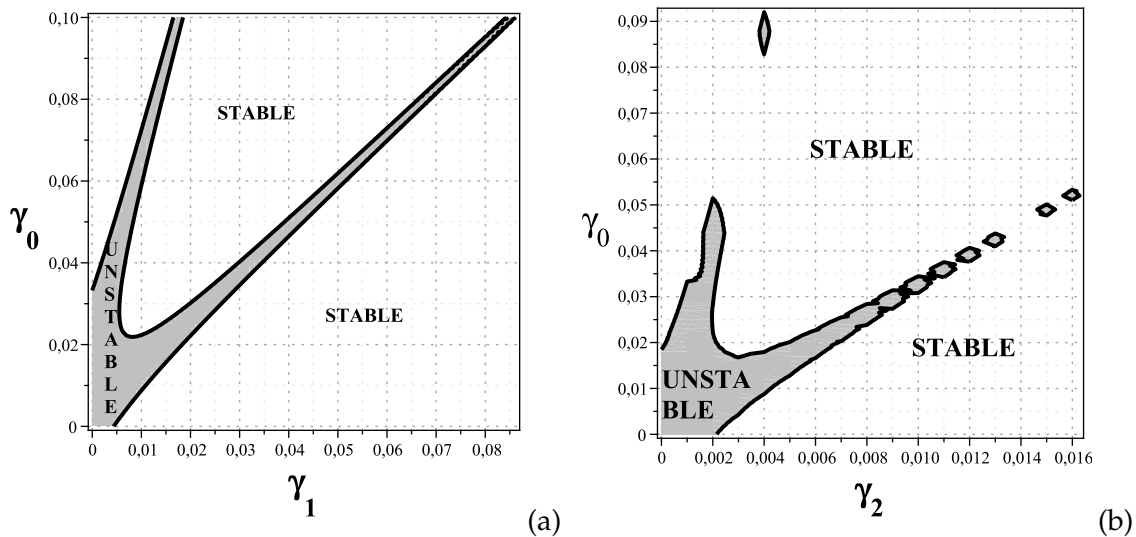 0,10
0,08
0,06
0,04
0,02
0
γ0
STABLE
STABLE
UNSTABLE
0 0,01 0,02 0,03 0,04 0,05 0,06 0,07 0,08
γ1
(a)
0,09
0,08
0,07
0,06
0,05
0,04
0,03
0,02
0,01
0
γ0
STABLE
STABLE
UNSTA
BLE
0 0,002 0,004 0,006 0,008 0,010 0,012 0,014 0,016
γ2
(b)